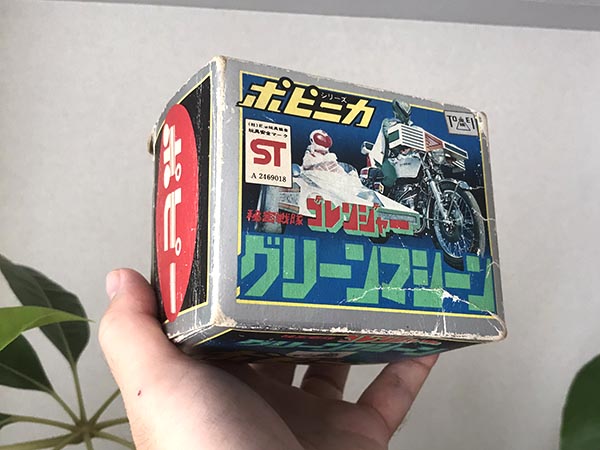 ポピー
ポピニカ
シリーズ
ST
A 2469018
秘密戦隊
ゴレンジャー
グリーンマシーン